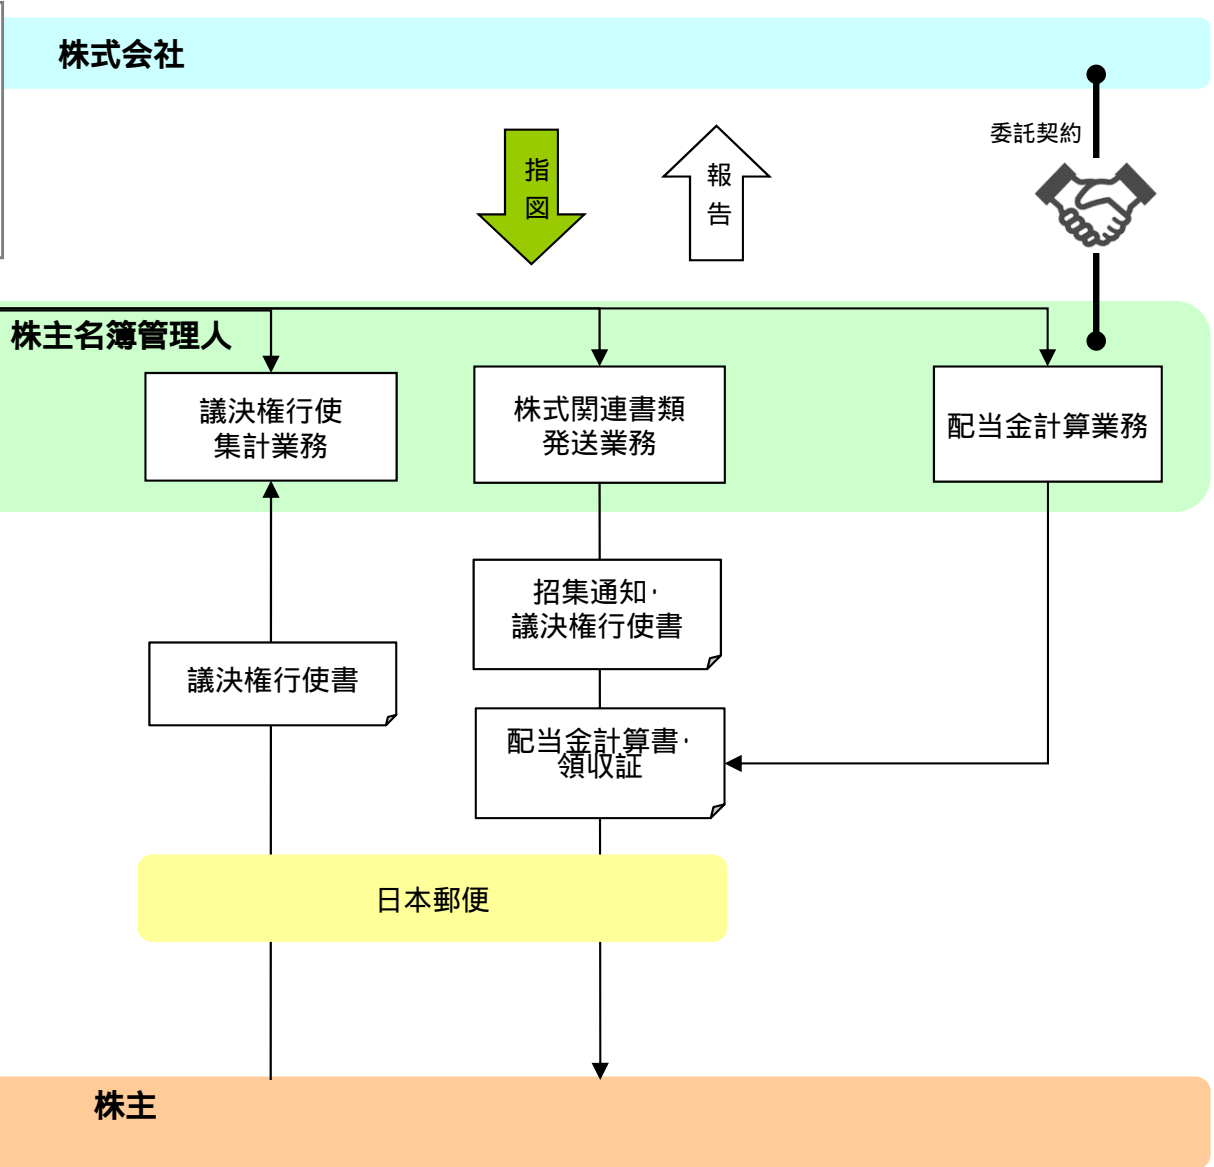 株式会社
委託契約
指
図
報
告
株主名簿管理人
議決権行使
集計業務
株式関連書類
発送業務
配当金計算業務
招集通知・
議決権行使書
議決権行使書
配当金計算書・
領収証
日本郵便
株主